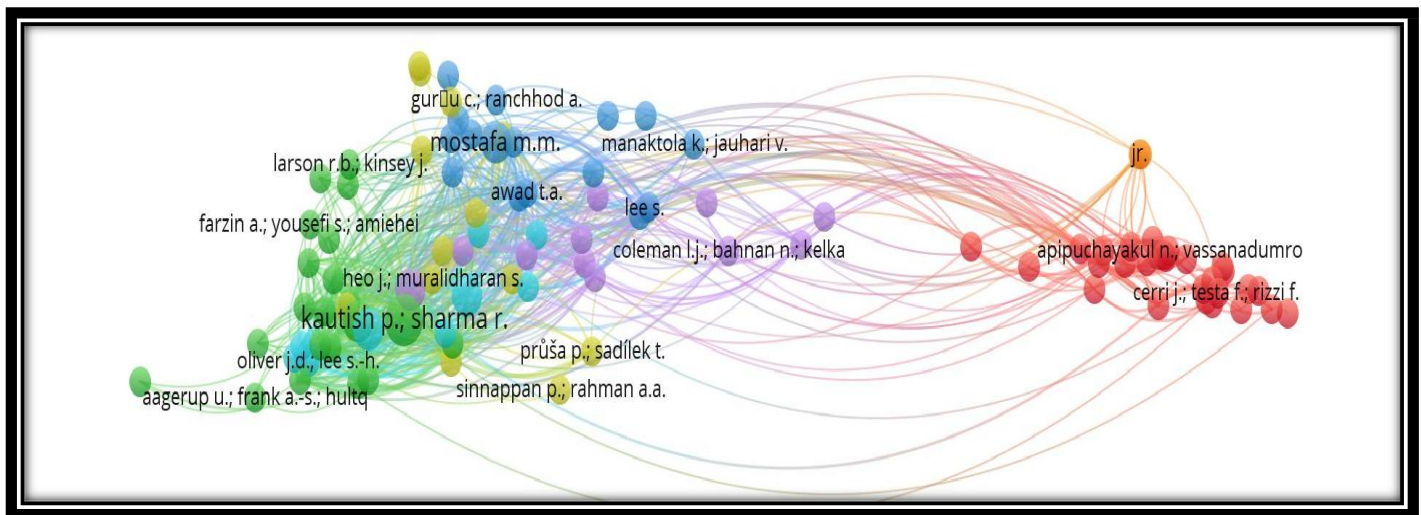 gur□u c.; ranchhod a.
mostafa m.m.
manaktola k.; jauhari v.
jr.
larson r.b.; kinsey j.
awad t.a.
lee s.
farzin a.; yousefi s.; amiehei
coleman l.j.; bahnan n.; kelka
apipuchayakul n.; vassanadumro
heo j.; muralidharan s.
cerri j.; testa f.; rizzi f.
kautish p.; sharma r.
průša p.; sadílek t.
oliver j.d.; lee s.-h.
sinnappan p.; rahman a.a.
aagerup u.; frank a.-s.; hultq